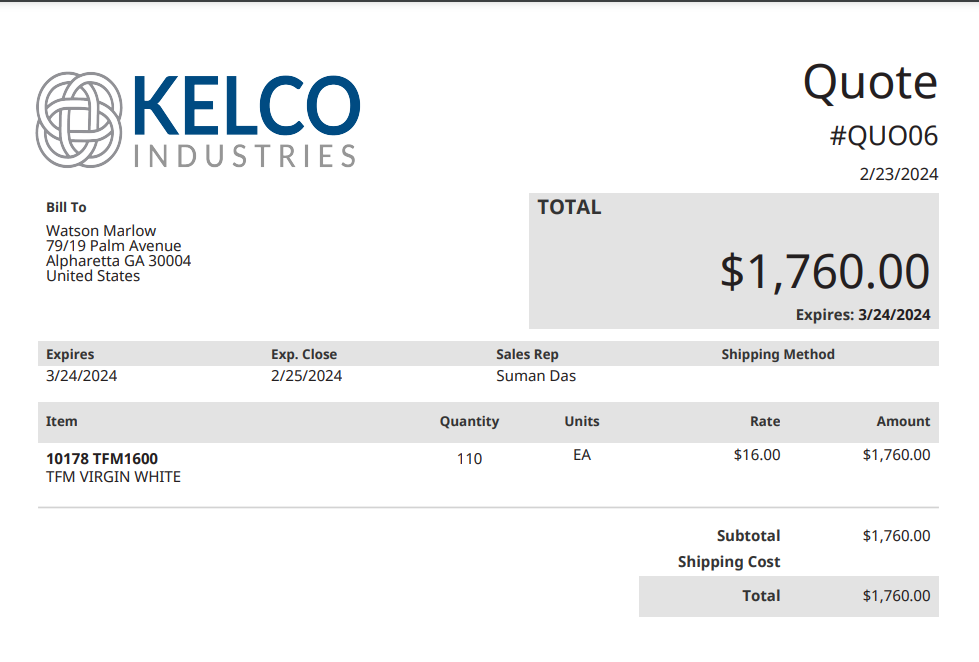 KELCO
INDUSTRIES
Quote
#QUO06
2/23/2024
Bill To
Watson Marlow
79/19 Palm Avenue
Alpharetta GA 30004
United States
TOTAL
$1,760.00
Expires: 3/24/2024
Expires Exp. Close Sales Rep Shipping Method
3/24/2024 2/25/2024 Suman Das
Item Quantity Units Rate Amount
10178 TFM1600 110 EA $16.00 $1,760.00
TFM VIRGIN WHITE
Subtotal $1,760.00
Shipping Cost
Total $1,760.00